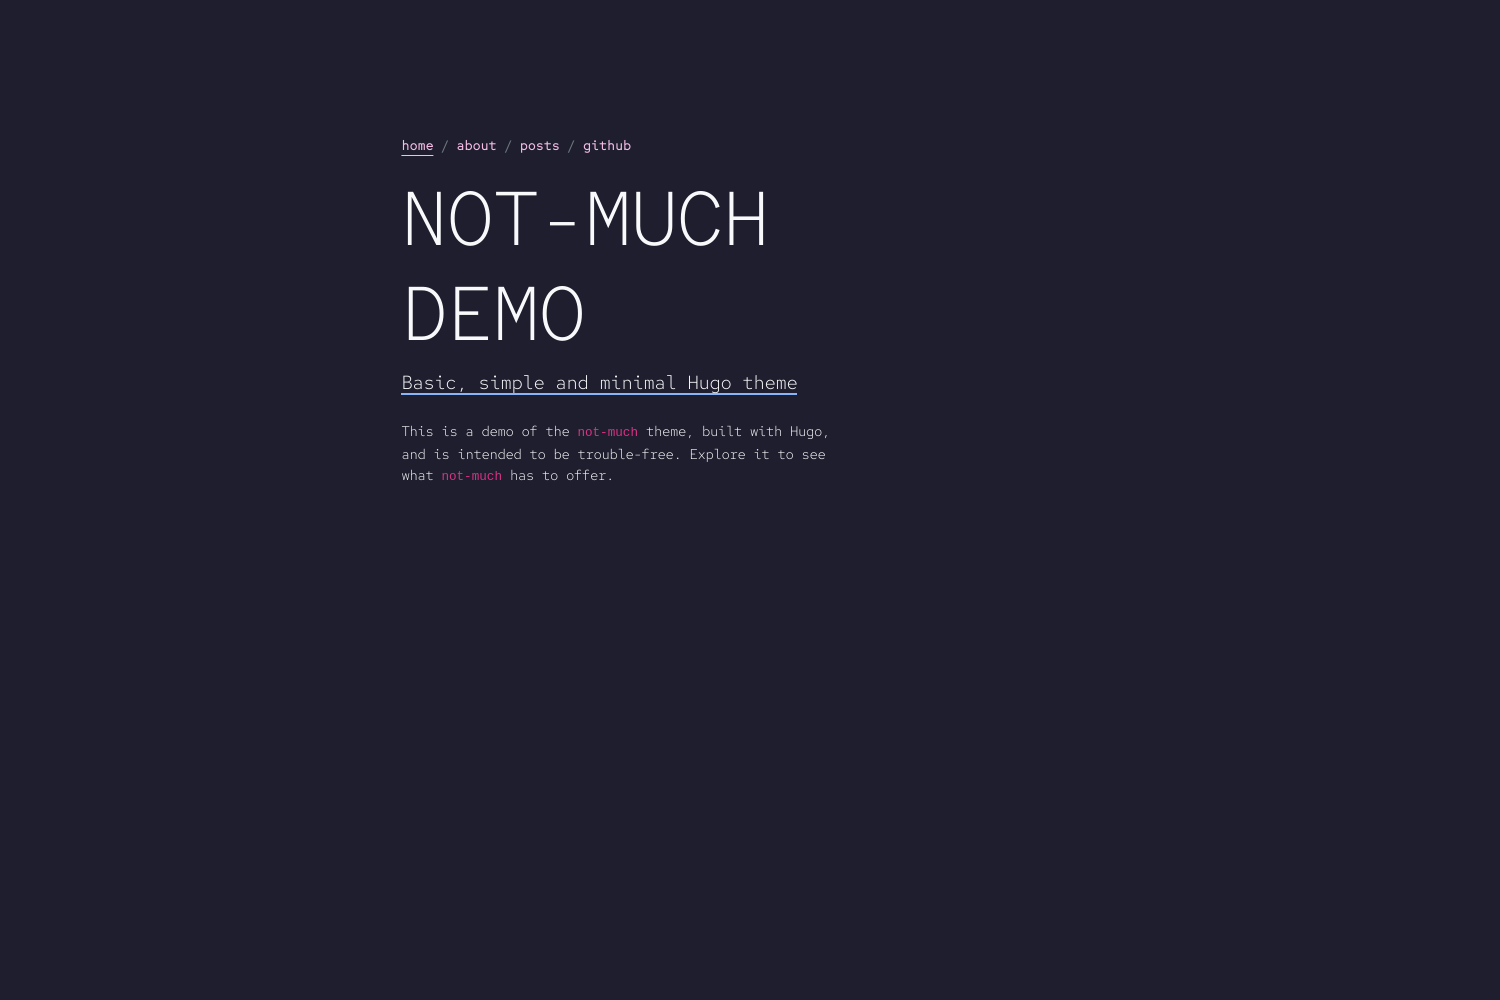 home / about / posts / github
NOT-MUCH
DEMO
Basic, simple and minimal Hugo theme
This is a demo of the not-much theme, built with Hugo,
and is intended to be trouble-free. Explore it to see
what not-much has to offer.